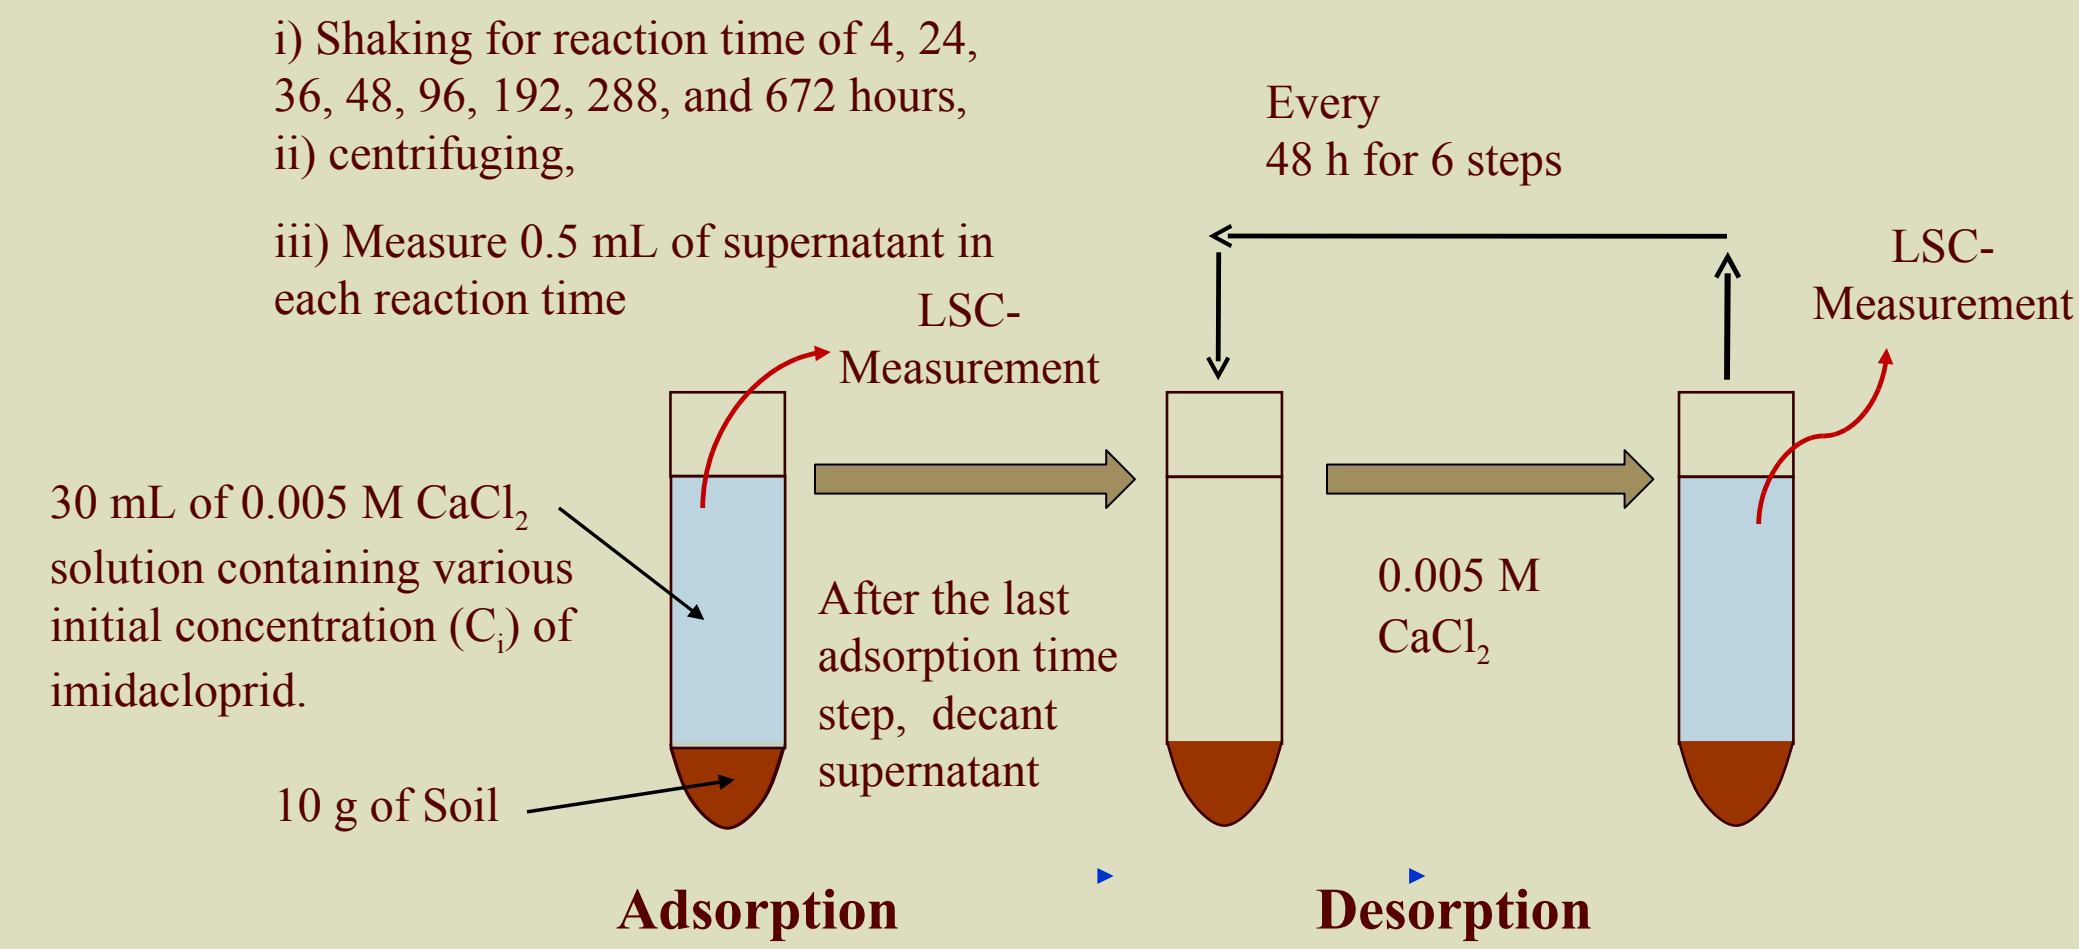 i) Shaking for reaction time of 4, 24,
36, 48, 96, 192, 288, and 672 hours,
ii) centrifuging,
iii) Measure 0.5 mL of supernatant in
each reaction time
LSC-
Measurement
Every
48 h for 6 steps
LSC-
Measurement
30 mL of 0.005 M CaCl₂
solution containing various
initial concentration (Cᵢ) of
imidacloprid.
10 g of Soil
After the last
adsorption time
step, decant
supernatant
0.005 M
CaCl₂
Adsorption
Desorption